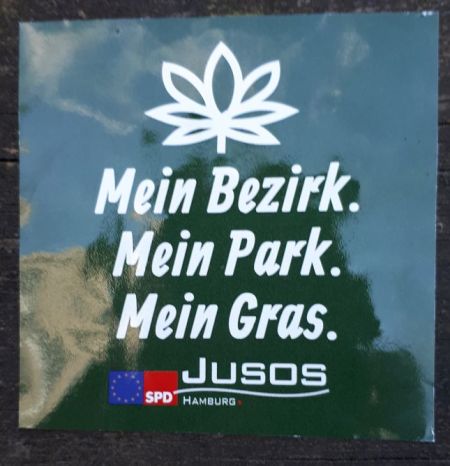 Mein Bezirk.
Mein Park.
Mein Gras.
SPD
Jusos
Hamburg